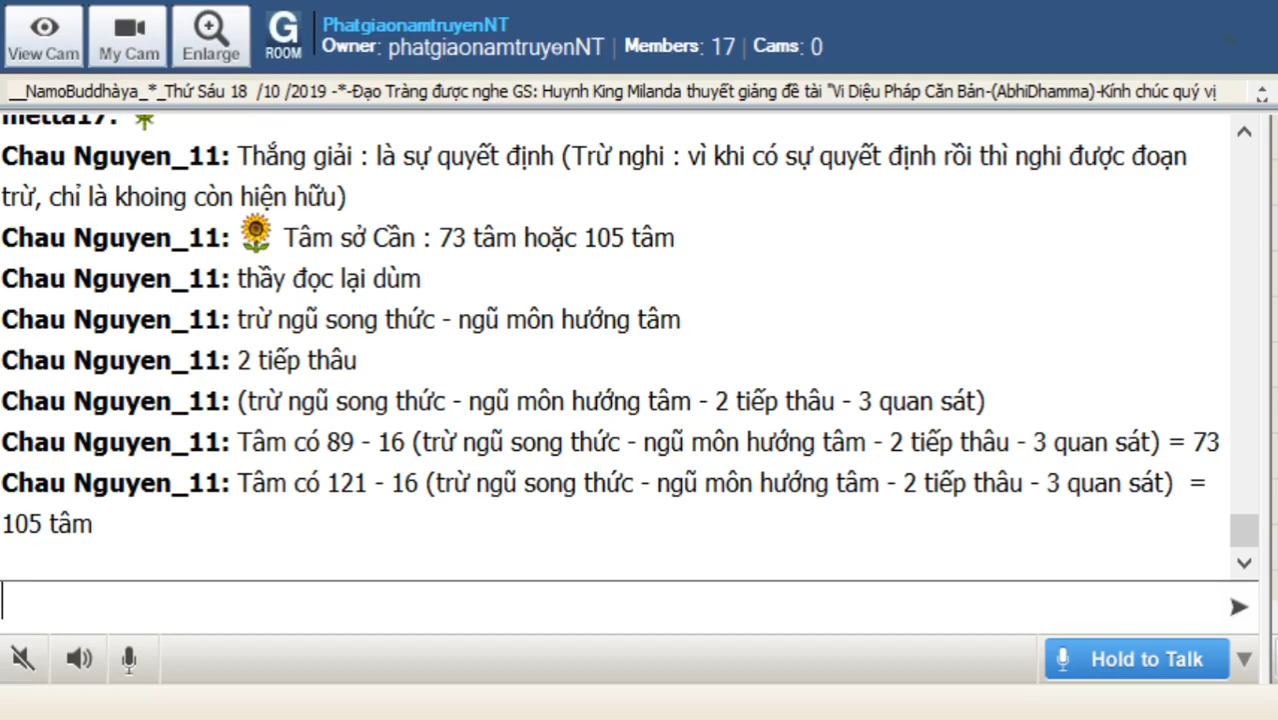 View Cam
My Cam
Enlarge
G
ROOM
PhatgiaonamtruyenNT
Owner: phatgiaonamtruyenNT | Members: 17 | Cams: 0
__NamoBuddhàya_*_Thứ Sáu 18 /10 /2019 -*-Đạo Tràng được nghe GS: Huynh King Milanda thuyết giảng đề tài "Vi Diệu Pháp Căn Bản-(AbhiDhamma)-Kính chúc quý vị
metta17:
Chau Nguyen_11: Thắng giải : là sự quyết định (Trừ nghi : vì khi có sự quyết định rồi thì nghi được đoạn
trừ, chỉ là khoing còn hiện hữu)
Chau Nguyen_11: Tâm sở Cần : 73 tâm hoặc 105 tâm
Chau Nguyen_11: thầy đọc lại dùm
Chau Nguyen_11: trừ ngũ song thức - ngũ môn hướng tâm
Chau Nguyen_11: 2 tiếp thâu
Chau Nguyen_11: (trừ ngũ song thức - ngũ môn hướng tâm - 2 tiếp thâu - 3 quan sát)
Chau Nguyen_11: Tâm có 89 - 16 (trừ ngũ song thức - ngũ môn hướng tâm - 2 tiếp thâu - 3 quan sát) = 73
Chau Nguyen_11: Tâm có 121 - 16 (trừ ngũ song thức - ngũ môn hướng tâm - 2 tiếp thâu - 3 quan sát) =
105 tâm
Hold to Talk